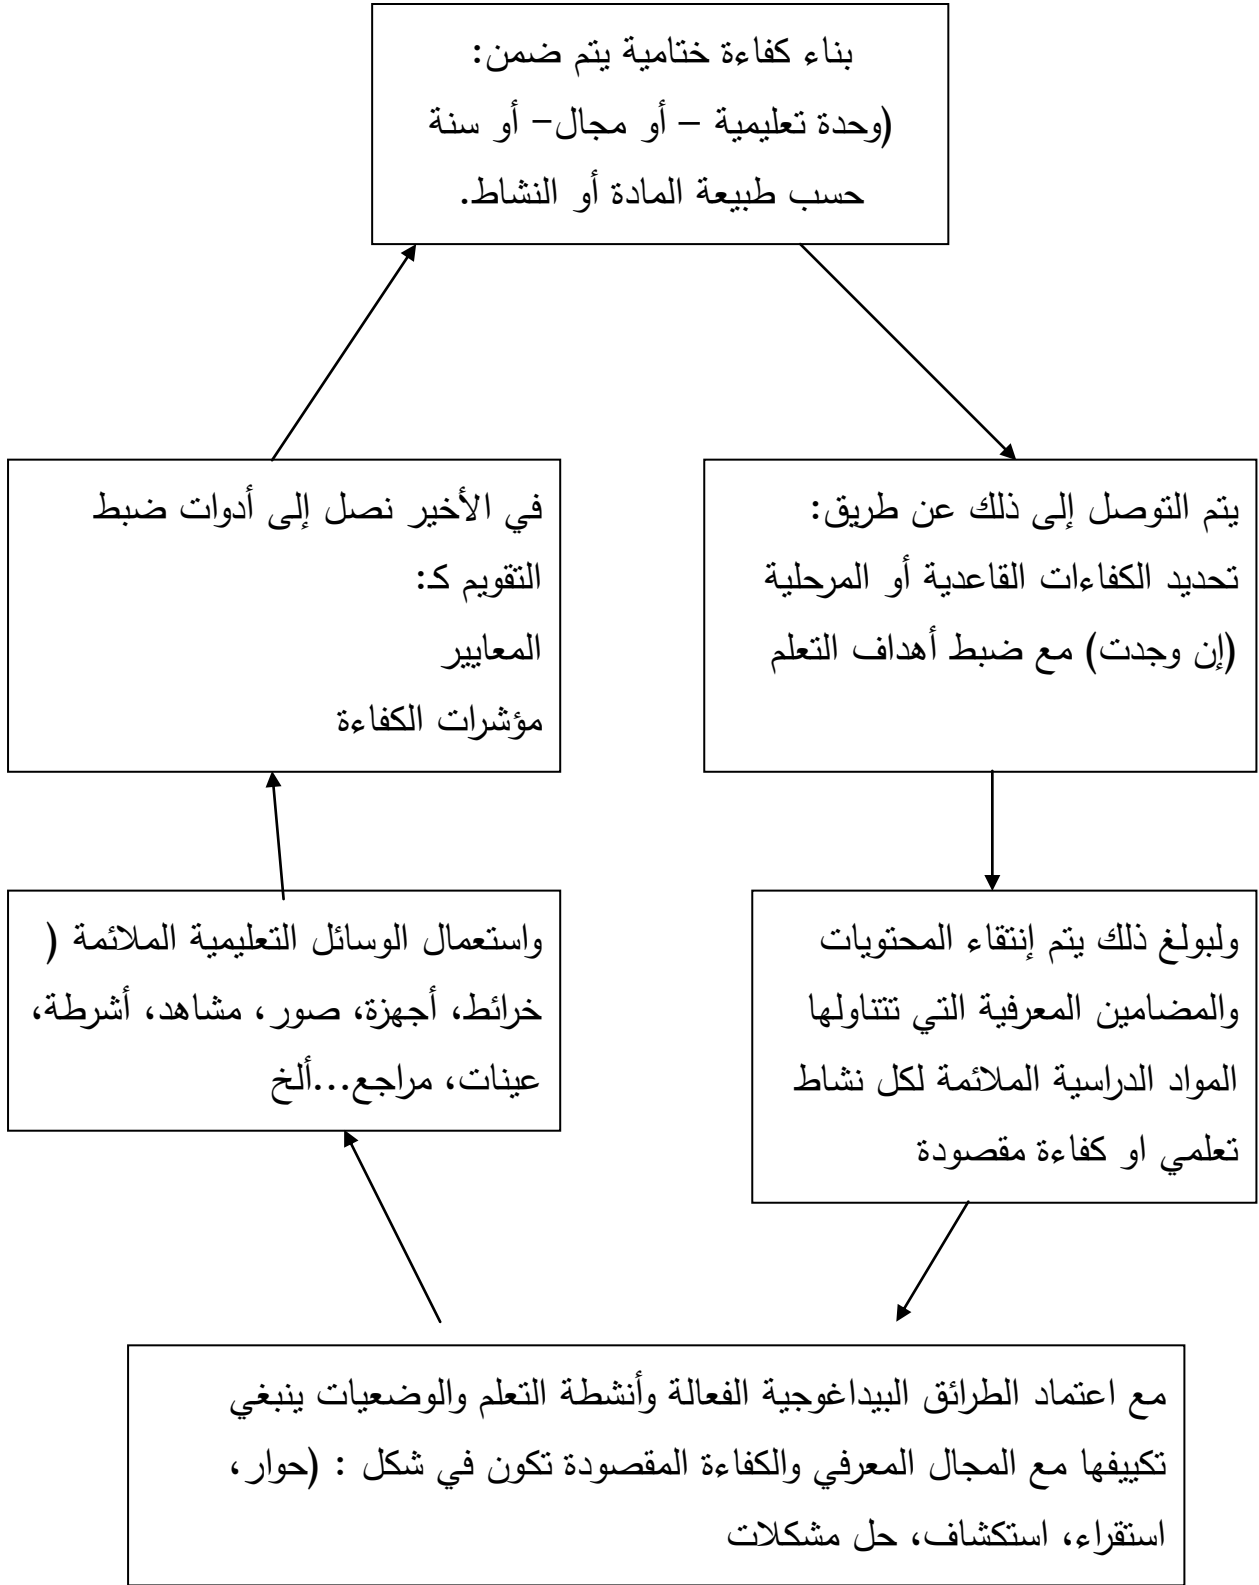 بناء كفاءة ختامية يتم ضمن:
(وحدة تعليمية – أو مجال- أو سنة
حسب طبيعة المادة أو النشاط.
يتم التوصل إلى ذلك عن طريق:
تحديد الكفاءات القاعدية أو المرحلية
(إن وجدت) مع ضبط أهداف التعلم
ولبولغ ذلك يتم إنتقاء المحتويات
والمضامين المعرفية التي تتناولها
المواد الدراسية الملائمة لكل نشاط
تعلمي او كفاءة مقصودة
مع اعتماد الطرائق البيداغوجية الفعالة وأنشطة التعلم والوضعيات ينبغي
تكييفها مع المجال المعرفي والكفاءة المقصودة تكون في شكل : (حوار،
استقراء، استكشاف، حل مشكلات
واستعمال الوسائل التعليمية الملائمة (
خرائط، أجهزة، صور، مشاهد، أشرطة،
عينات، مراجع...ألخ
في الأخير نصل إلى أدوات ضبط
التقويم كـ:
المعايير
مؤشرات الكفاءة